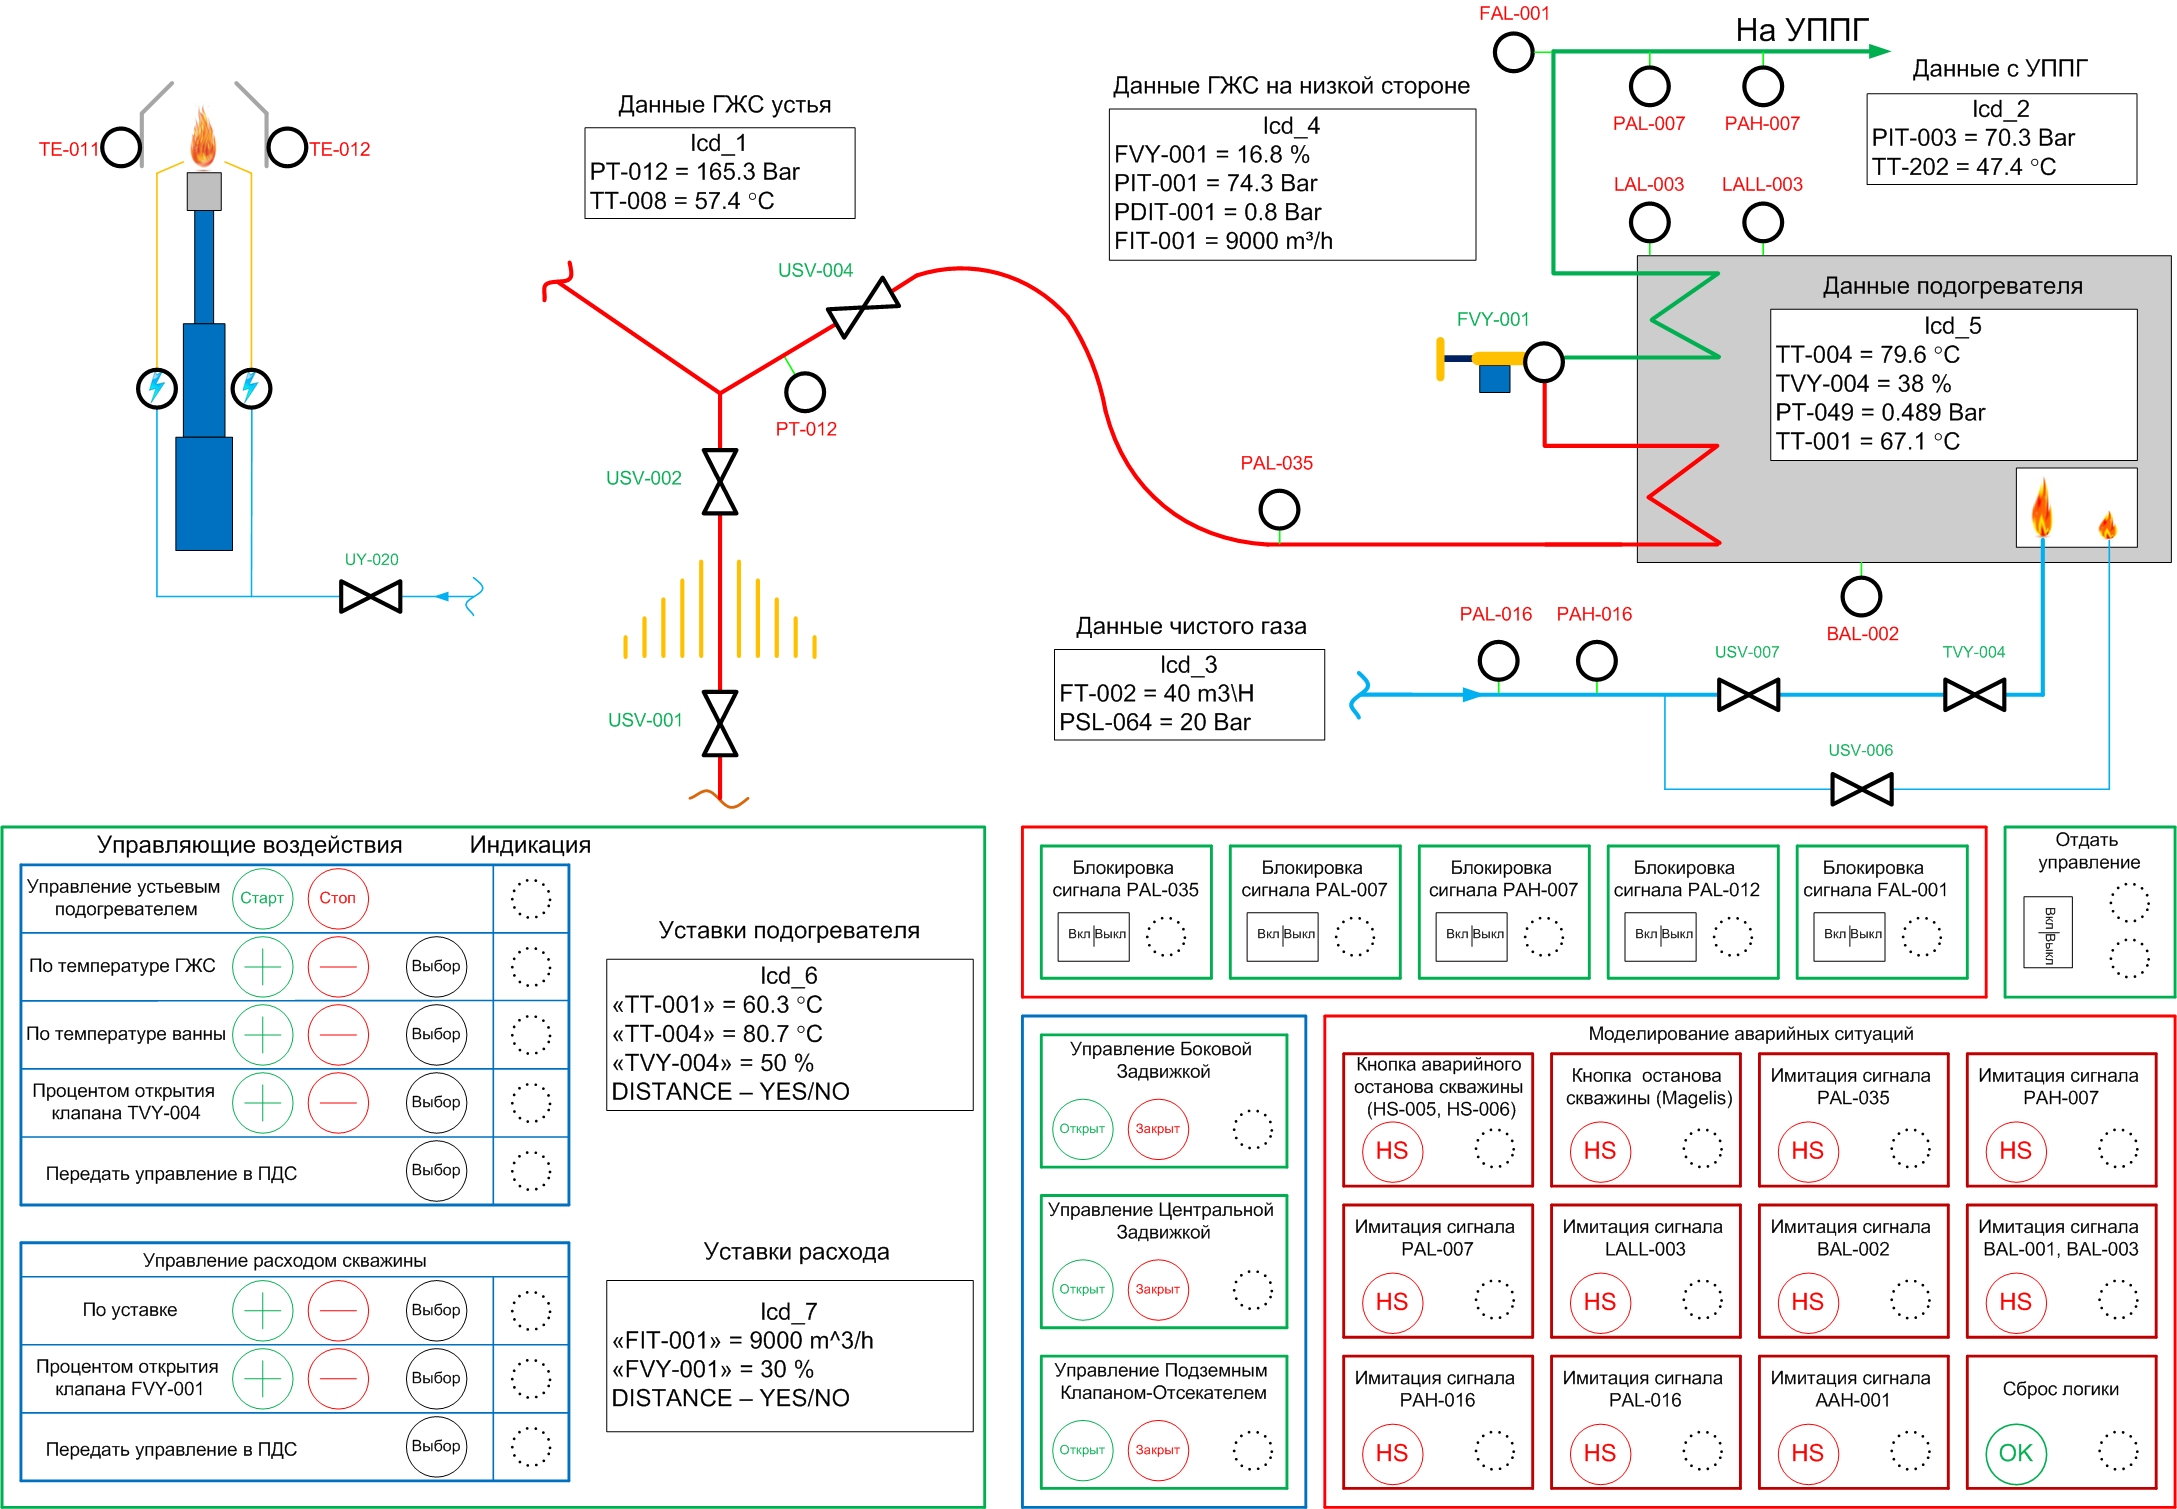 FAL-001
На УППГ
PAL-007
PAH-007
Данные с УППГ
lcd_2
PIT-003 = 70.3 Bar
TT-202 = 47.4 °C
LAL-003
LALL-003
TE-011
TE-012
Данные ГЖС устья
lcd_1
PT-012 = 165.3 Bar
TT-008 = 57.4 °C
Данные ГЖС на низкой стороне
lcd_4
FVY-001 = 16.8 %
PIT-001 = 74.3 Bar
PDIT-001 = 0.8 Bar
FIT-001 = 9000 m³/h
USV-004
PT-012
USV-002
USV-001
UY-020
PAL-035
FVY-001
Данные подогревателя
lcd_5
TT-004 = 79.6 °C
TVY-004 = 38 %
PT-049 = 0.489 Bar
TT-001 = 67.1 °C
BAL-002
Данные чистого газа
lcd_3
FT-002 = 40 m3\H
PSL-064 = 20 Bar
PAL-016
PAH-016
USV-007
TVY-004
USV-006
Управляющие воздействия
Индикация
Управление устьевым
подогревателем
Старт
Стоп
По температуре ГЖС
Выбор
По температуре ванны
Выбор
Процентом открытия
клапана TVY-004
Выбор
Передать управление в ПДС
Выбор
Управление расходом скважины
По уставке
Выбор
Процентом открытия
клапана FVY-001
Выбор
Передать управление в ПДС
Выбор
Уставки подогревателя
lcd_6
«TT-001» = 60.3 °C
«TT-004» = 80.7 °C
«TVY-004» = 50 %
DISTANCE – YES/NO
Уставки расхода
lcd_7
«FIT-001» = 9000 m^3/h
«FVY-001» = 30 %
DISTANCE – YES/NO
Блокировка
сигнала PAL-035
Вкл Выкл
Блокировка
сигнала PAL-007
Вкл Выкл
Блокировка
сигнала PAH-007
Вкл Выкл
Блокировка
сигнала PAL-012
Вкл Выкл
Блокировка
сигнала FAL-001
Вкл Выкл
Отдать
управление
Вкл Выкл
Управление Боковой
Задвижкой
Открыт
Закрыт
Управление Центральной
Задвижкой
Открыт
Закрыт
Управление Подземным
Клапаном-Отсекателем
Открыт
Закрыт
Моделирование аварийных ситуаций
Кнопка аварийного
останова скважины
(HS-005, HS-006)
HS
Кнопка останова
скважины (Magelis)
HS
Имитация сигнала
PAL-035
HS
Имитация сигнала
PAH-007
HS
Имитация сигнала
PAL-007
HS
Имитация сигнала
LALL-003
HS
Имитация сигнала
BAL-002
HS
Имитация сигнала
BAL-001, BAL-003
HS
Имитация сигнала
PAH-016
HS
Имитация сигнала
PAL-016
HS
Имитация сигнала
AAH-001
HS
Сброс логики
OK